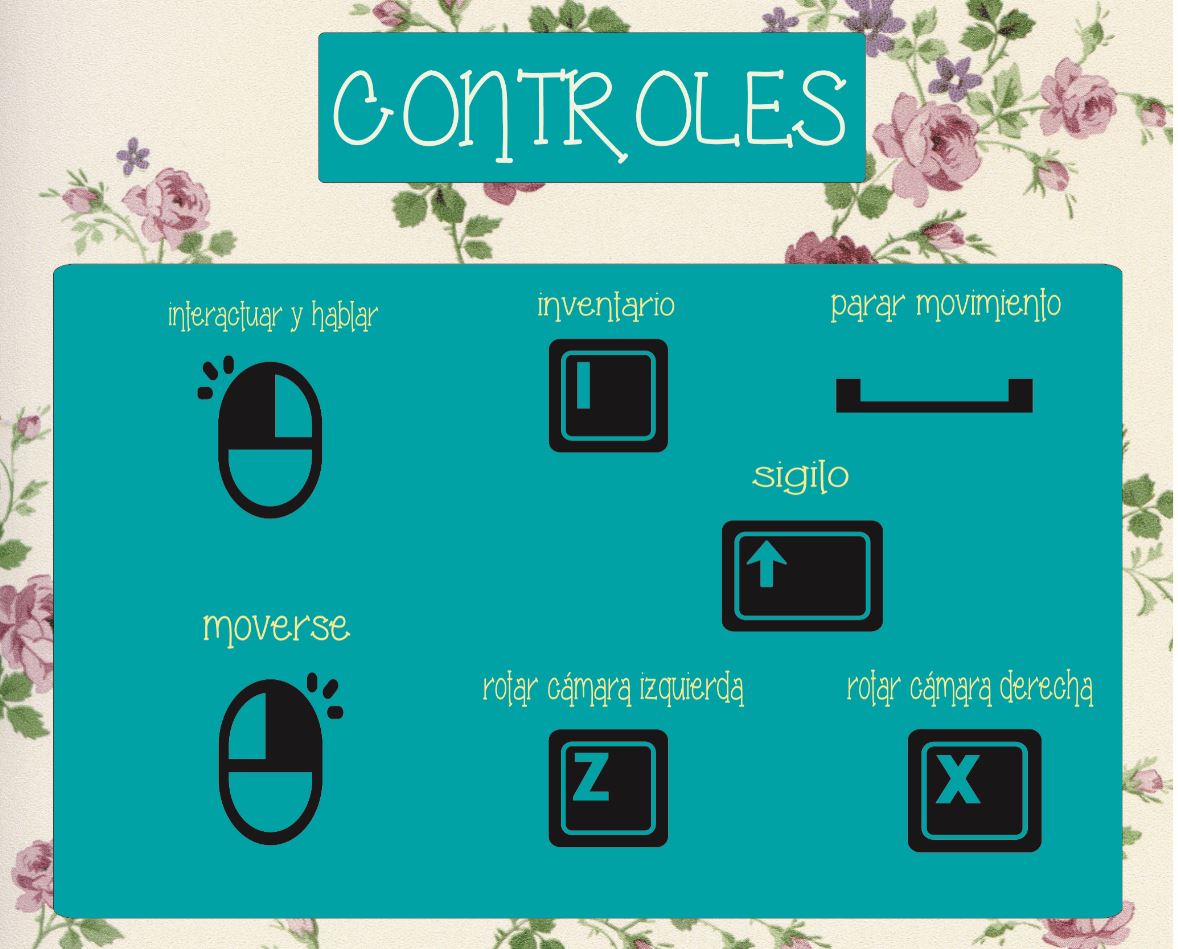 CONTROLES
interactuar y hablar
inventario
I
parar movimiento
sigilo
moverse
rotar cámara izquierda
Z
rotar cámara derecha
X